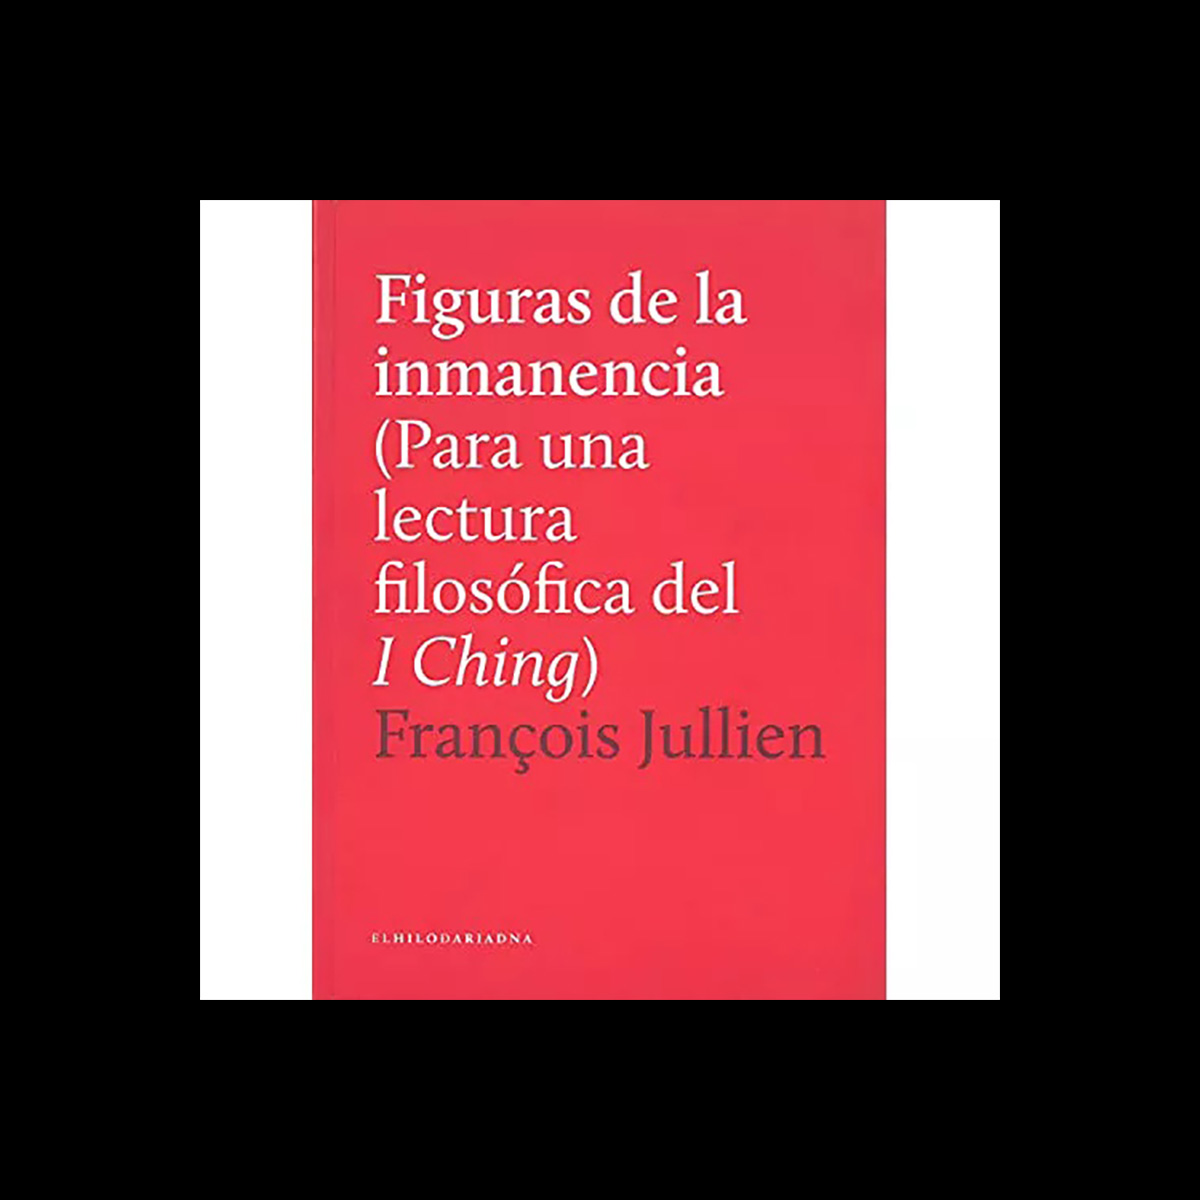 Figuras de la
inmanencia
(Para una
lectura
filosófica del
I Ching)
François Jullien
ELHILODARIADNA